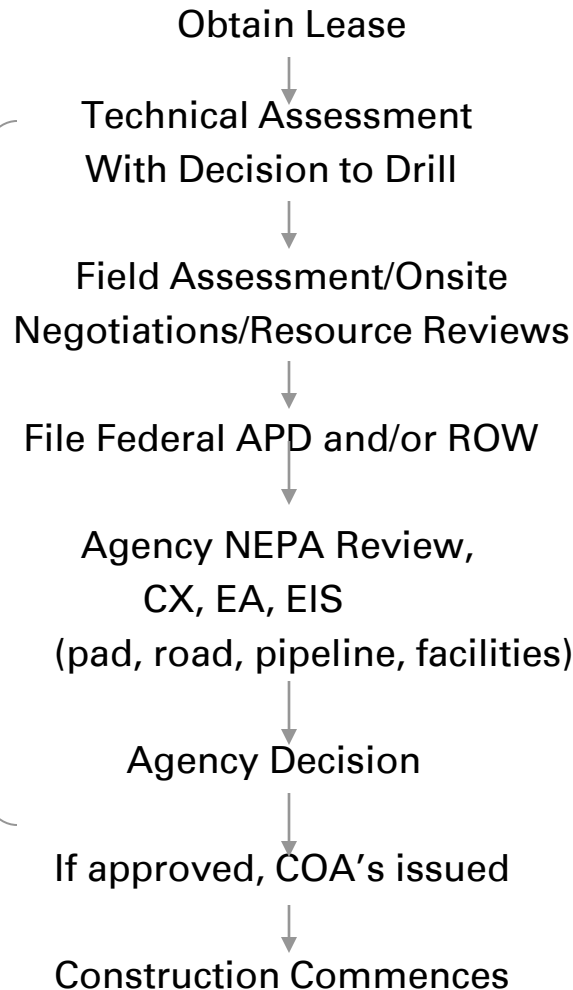 Obtain Lease
Technical Assessment
With Decision to Drill
Field Assessment/Onsite
Negotiations/Resource Reviews
File Federal APD and/or ROW
Agency NEPA Review,
CX, EA, EIS
(pad, road, pipeline, facilities)
Agency Decision
If approved, COA's issued
Construction Commences